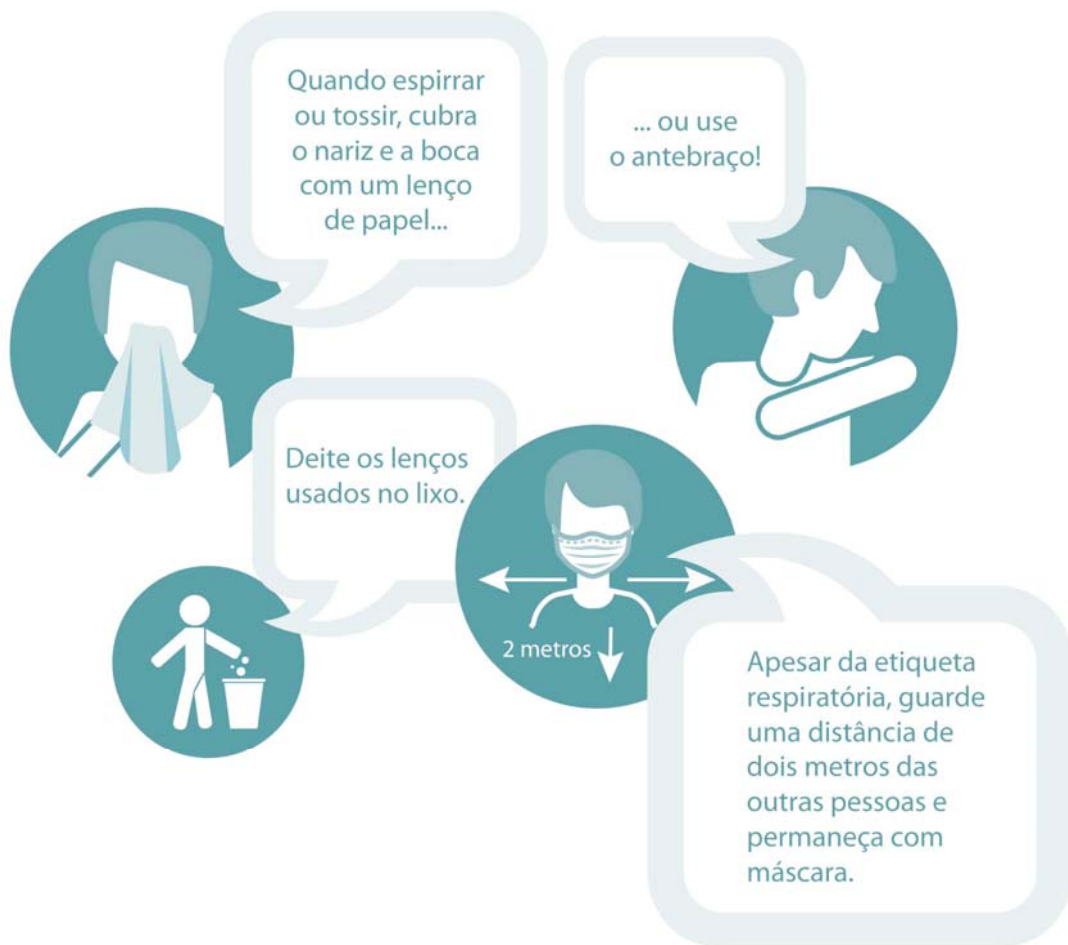 Quando espirrar
ou tossir, cubra
o nariz e a boca
com um lenço
de papel...
... ou use
o antebraço!
Deite os lenços
usados no lixo.
2 metros
Apesar da etiqueta
respiratória, guarde
uma distância de
dois metros das
outras pessoas e
permaneça com
máscara.